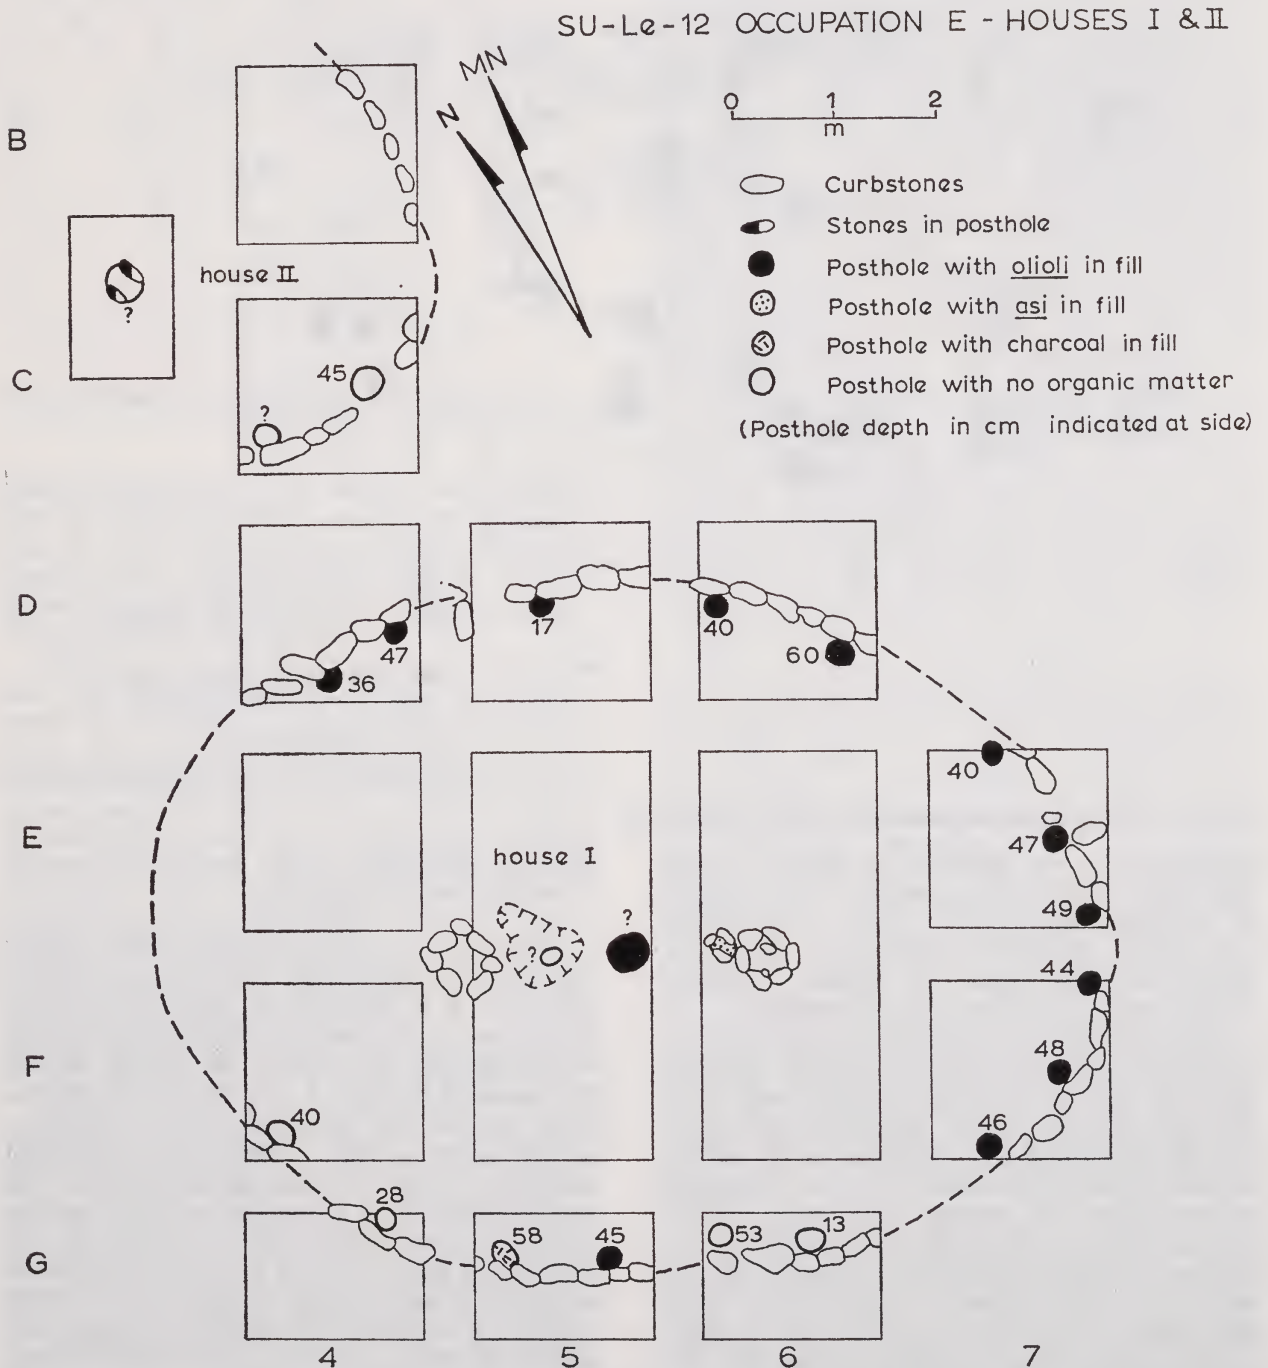 SU-Le-12 OCCUPATION E - HOUSES I & II
MN
N
0 1 2
m
Curbstones
Stones in posthole
Posthole with olioli in fill
Posthole with asi in fill
Posthole with charcoal in fill
Posthole with no organic matter
(Posthole depth in cm indicated at side)
B
house II
?
C
45
?
D
47
36
17
40
60
E
40
47
49
house I
?
?
44
F
48
46
40
28
G
58
45
53
13
4 5 6 7